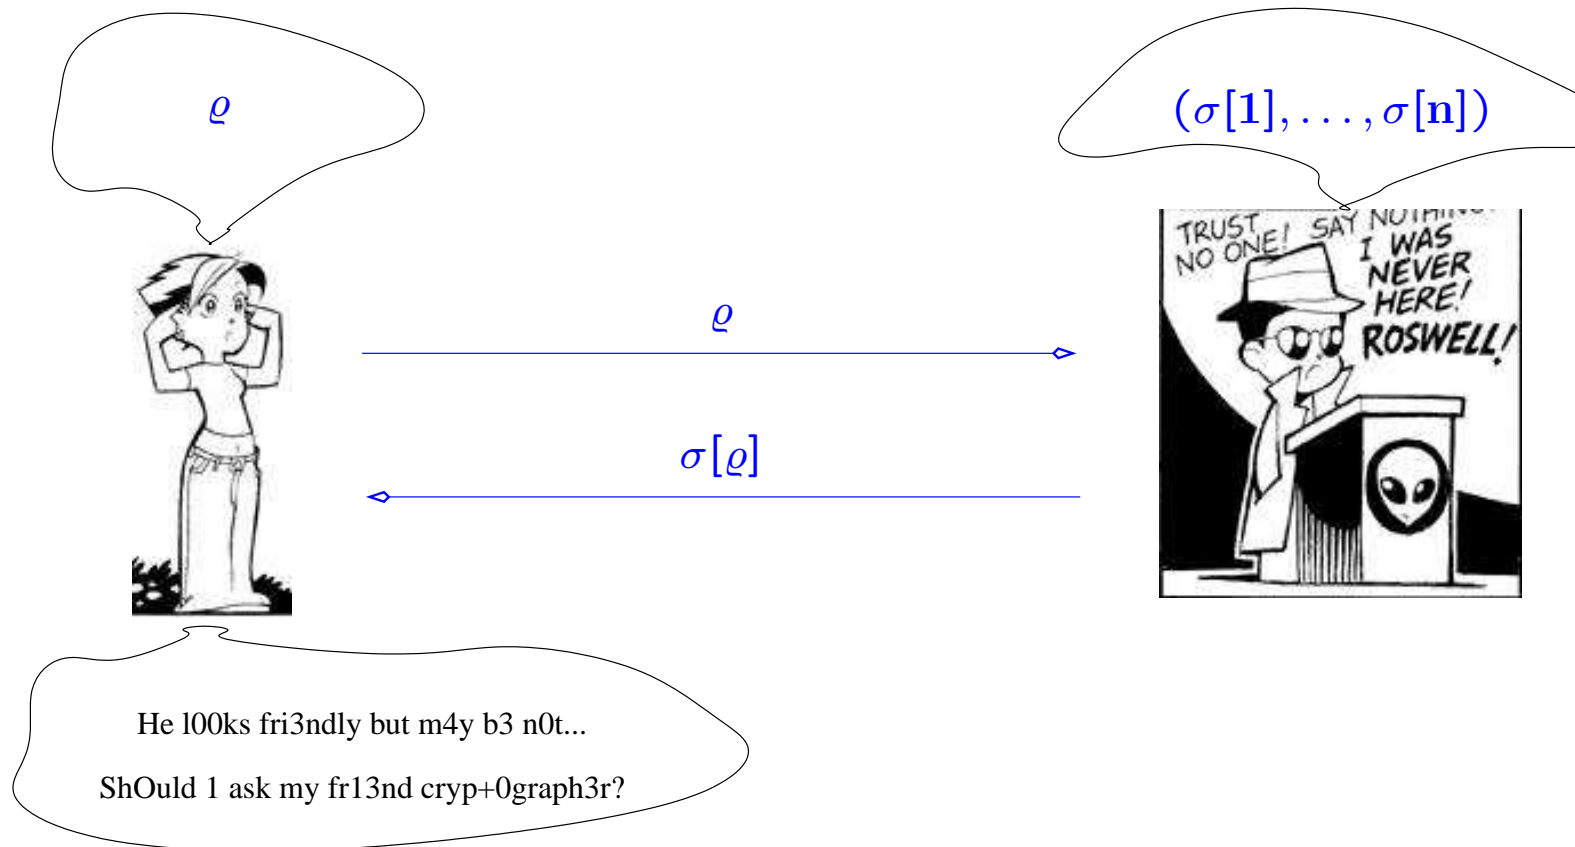 ϱ
(σ[1], . . . , σ[n])
TRUST
NO ONE!
SAY NOTHING!
I WAS
NEVER
HERE!
ROSWELL!
ϱ
σ[ϱ]
He l00ks fri3ndly but m4y b3 n0t...
ShOuld 1 ask my fr13nd cryp+0graph3r?